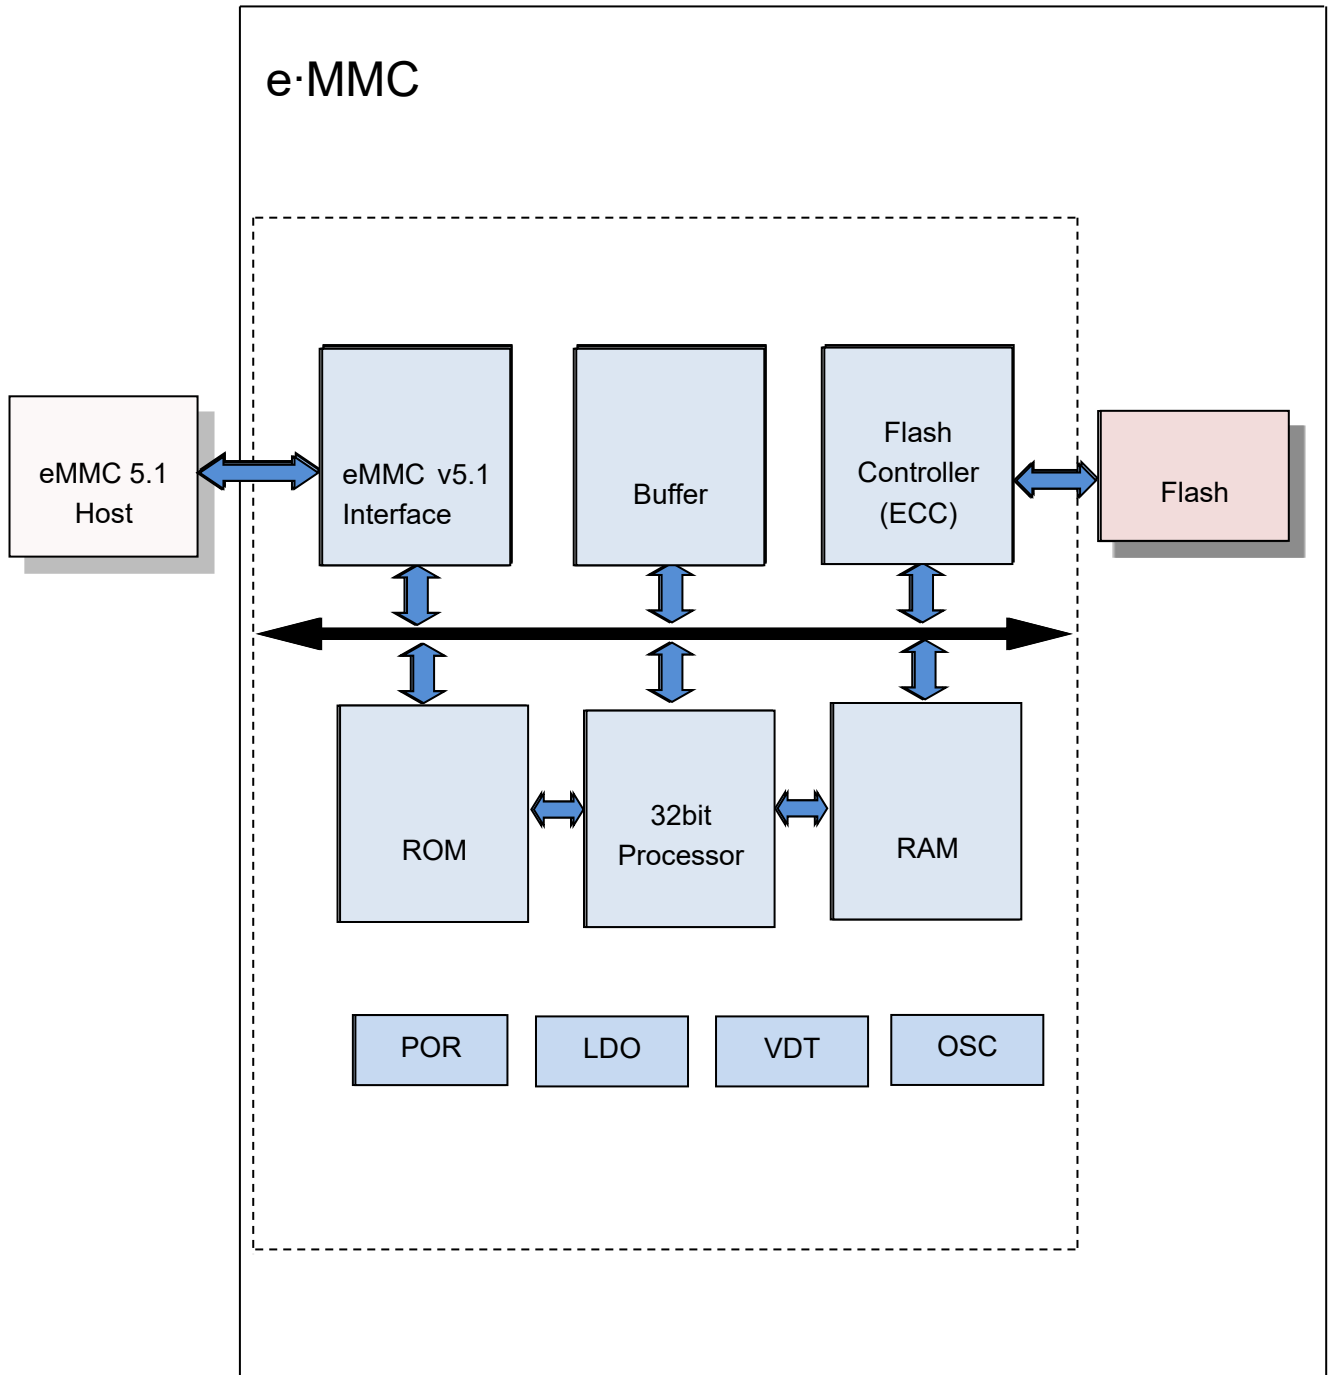 e·MMC
eMMC 5.1
Host
eMMC v5.1
Interface
Buffer
Flash
Controller
(ECC)
Flash
ROM
32bit
Processor
RAM
POR
LDO
VDT
OSC